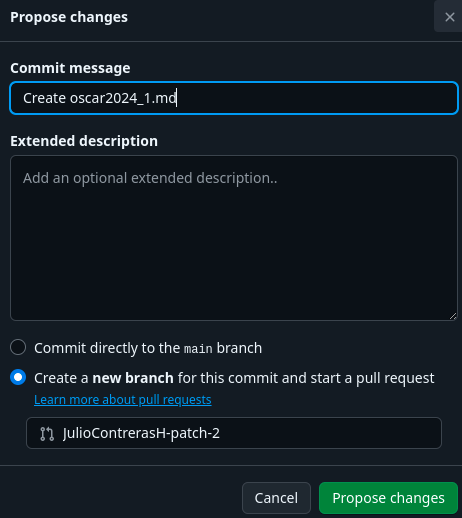 Propose changes
Commit message
Create oscar2024_1.md
Extended description
Add an optional extended description..
Commit directly to the main branch
Create a new branch for this commit and start a pull request
Learn more about pull requests
JulioContrerasH-patch-2
Cancel Propose changes